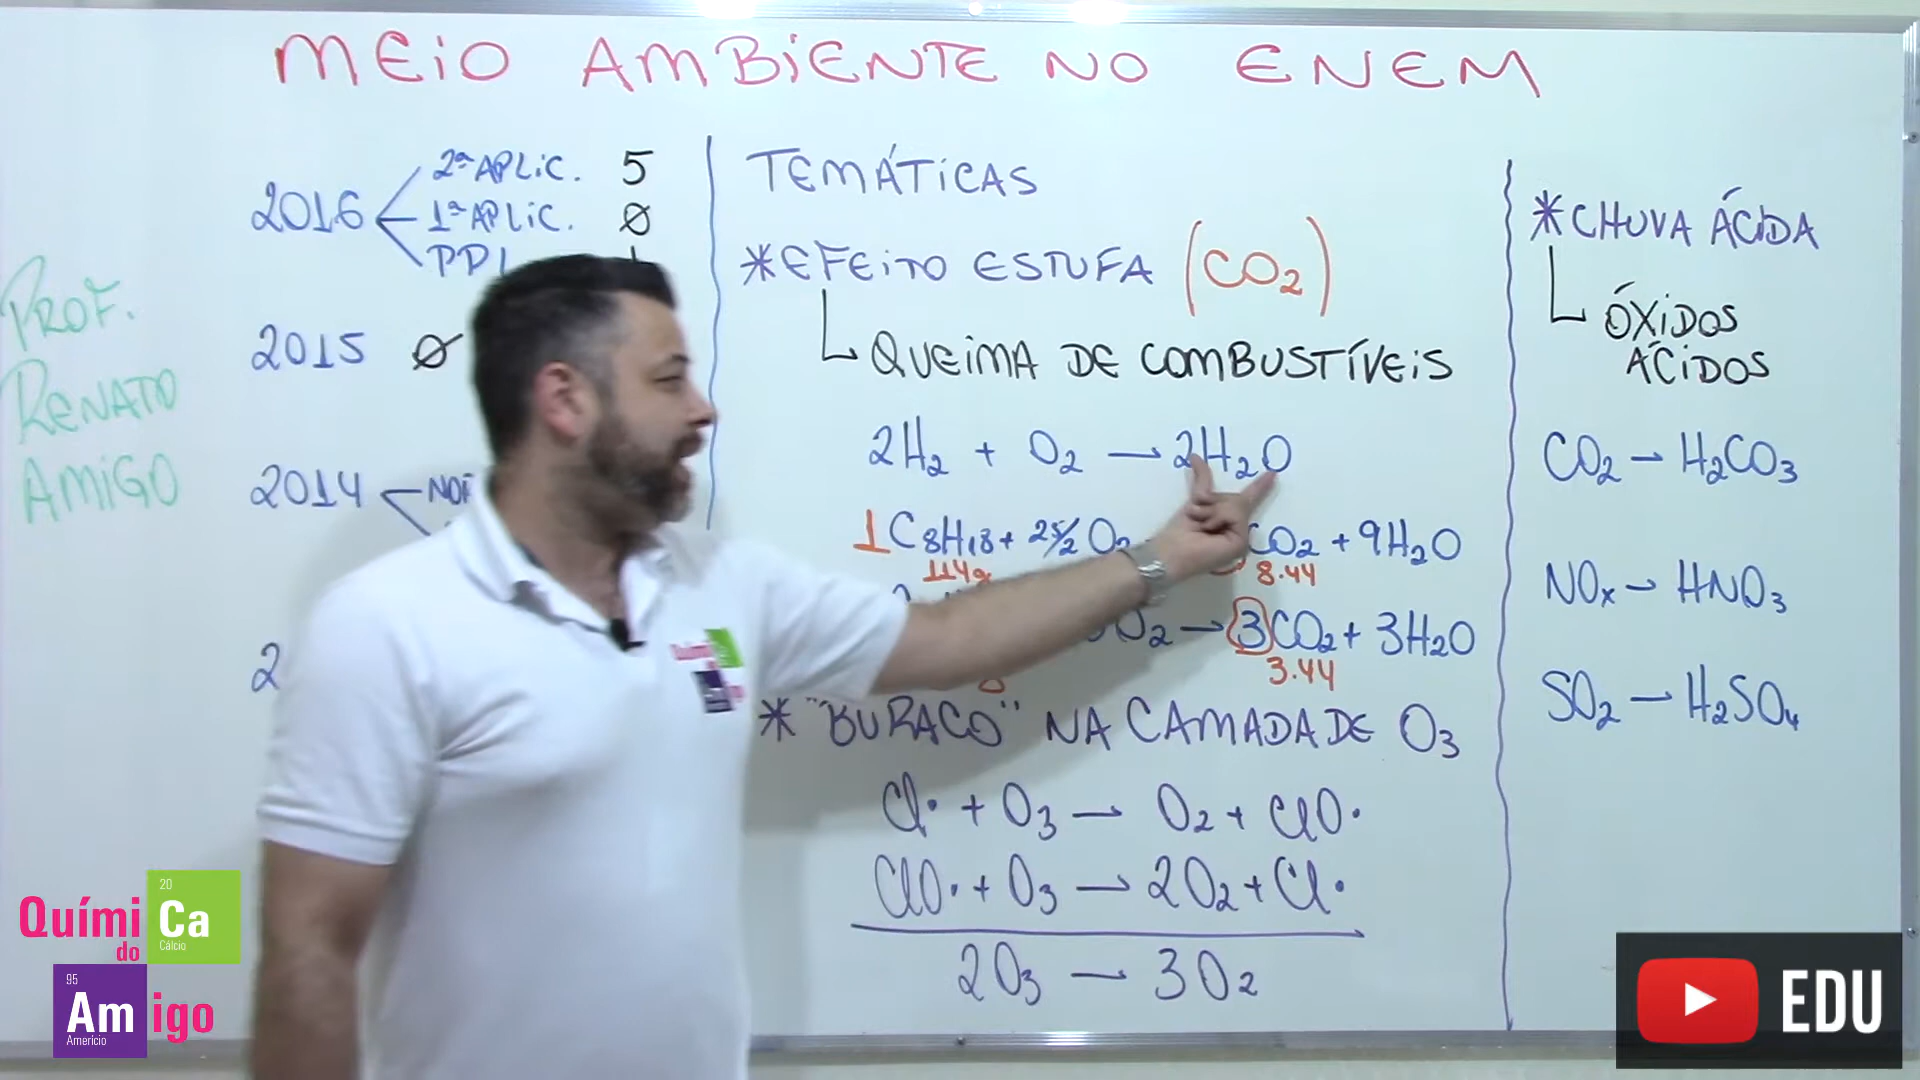 MEIO AMBIENTE NO ENEM
PROF.
RENATO
AMIGO
2016
2ª APLIC. 5
1ª APLIC. Ø
PPL 1
2015 Ø
2014
2
TEMÁTICAS
*EFEITO ESTUFA (CO2)
QUEIMA DE COMBUSTÍVEIS
2H2 + O2 → 2H2O
1C8H18 + 25/2 O2 CO2 + 9H2O
114g 8.44
O2 → 3CO2 + 3H2O
3.44
* "BURACO" NA CAMADA DE O3
Cl• + O3 → O2 + ClO•
ClO• + O3 → 2O2 + Cl•
2O3 → 3O2
*CHUVA ÁCIDA
ÓXIDOS
ÁCIDOS
CO2 → H2CO3
NOx → HNO3
SO2 → H2SO4
20
Quími Ca
Cálcio
do
95
Am igo
Americio
EDU